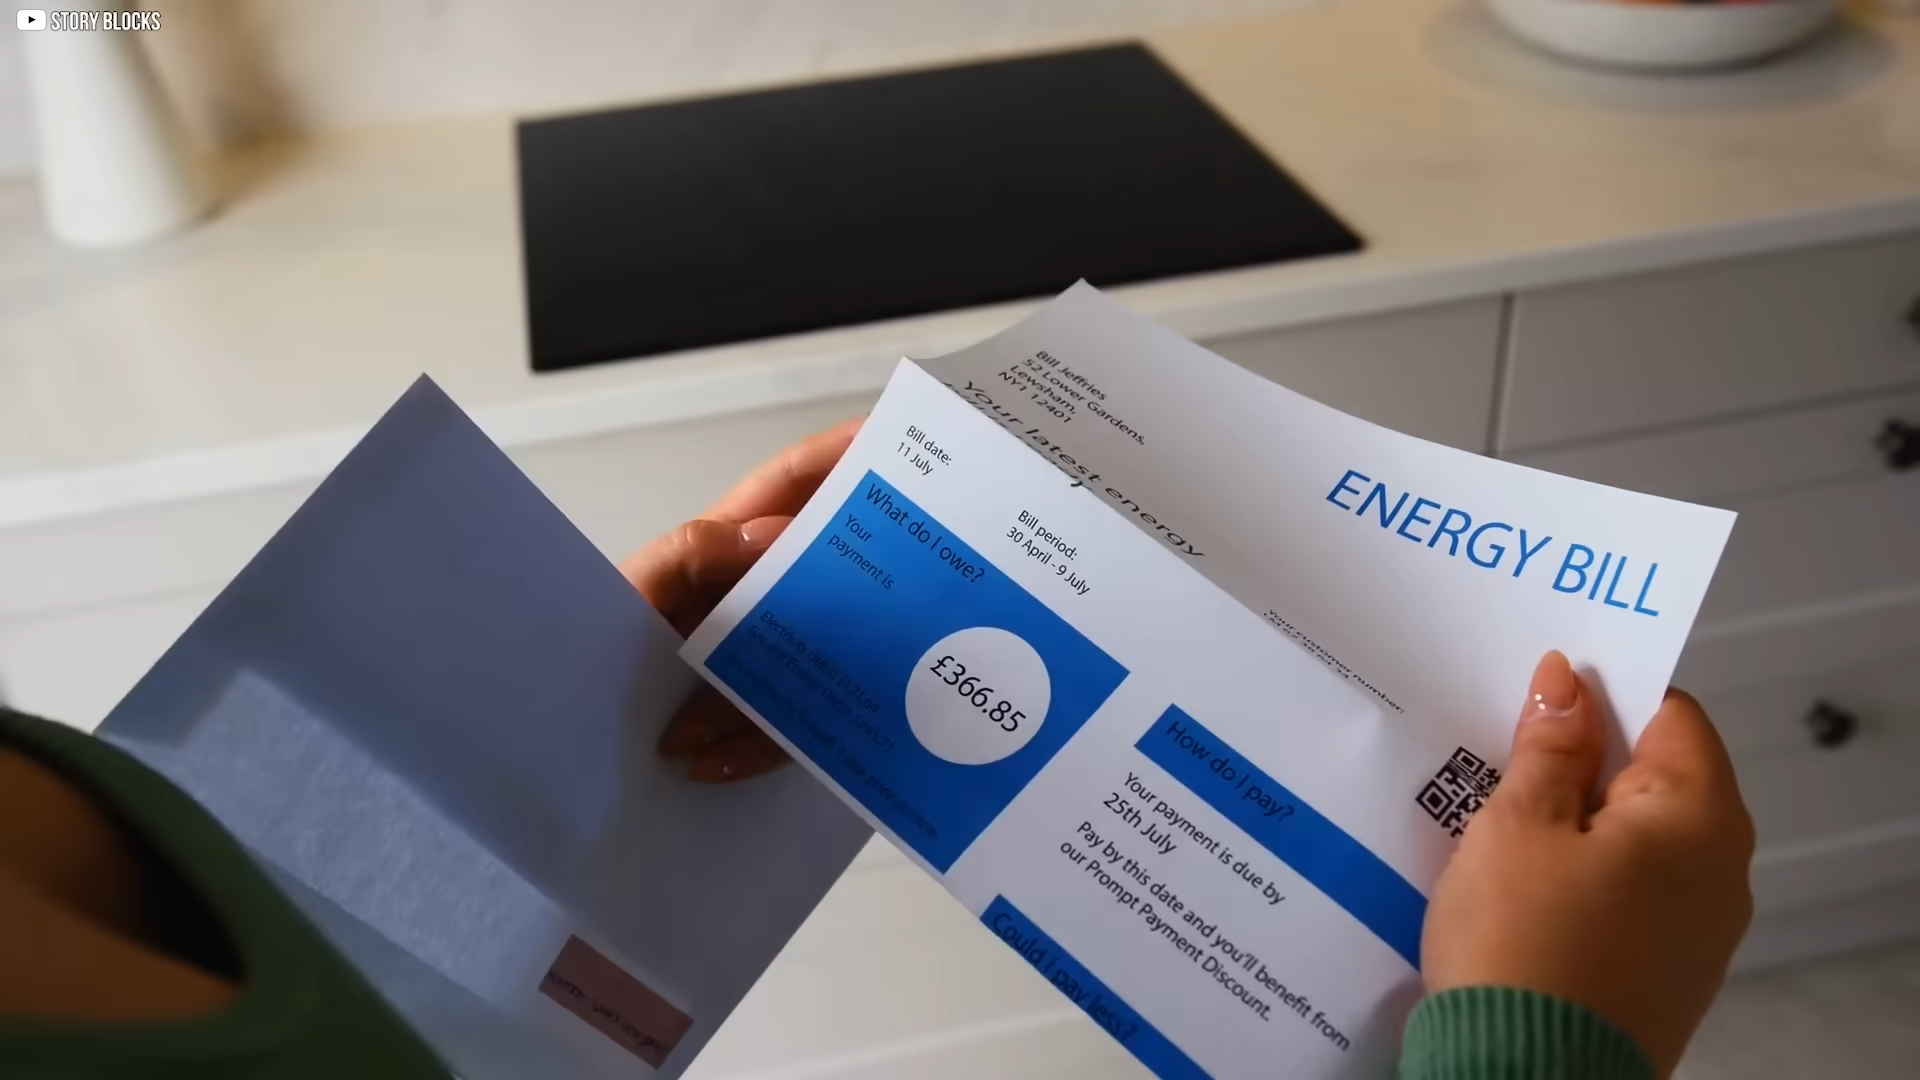 STORY BLOCKS
Bill Jeffries
52 Lower Gardens,
Lewsham,
NY1 12401
ENERGY BILL
Your latest energy
Bill date:
11 July
Bill period:
30 April - 9 July
Your customer number:
What do I owe?
Your
payment is
£366.85
How do I pay?
Your payment is due by
25th July
Pay by this date and you'll benefit from
our Prompt Payment Discount.
Could I pay less?